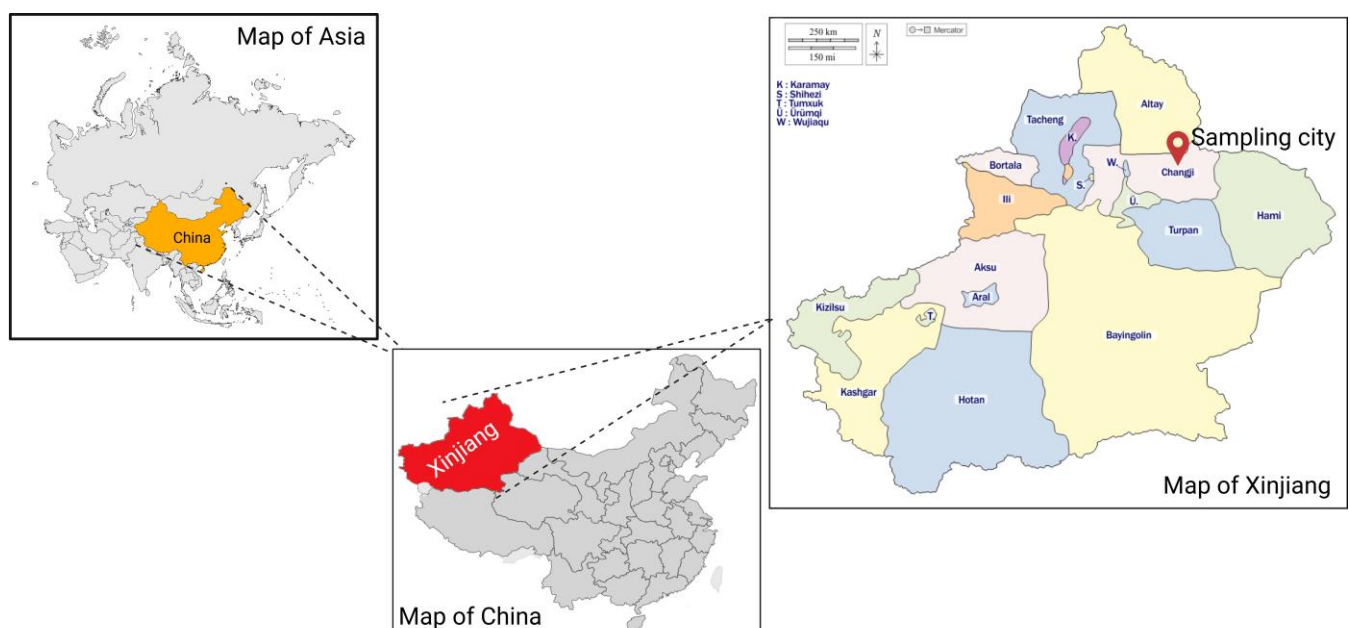 Map of Asia
China
Map of China
Xinjiang
250 km
150 mi
N
Mercator
K : Karamay
S : Shihezi
T : Tumxuk
Ü : Ürümqi
W : Wujiaqu
Altay
Tacheng
K.
Sampling city
Bortala
W.
Changji
S.
Ili
Ü.
Hami
Turpan
Aksu
Aral
Kizilsu
T.
Bayingolin
Kashgar
Hotan
Map of Xinjiang